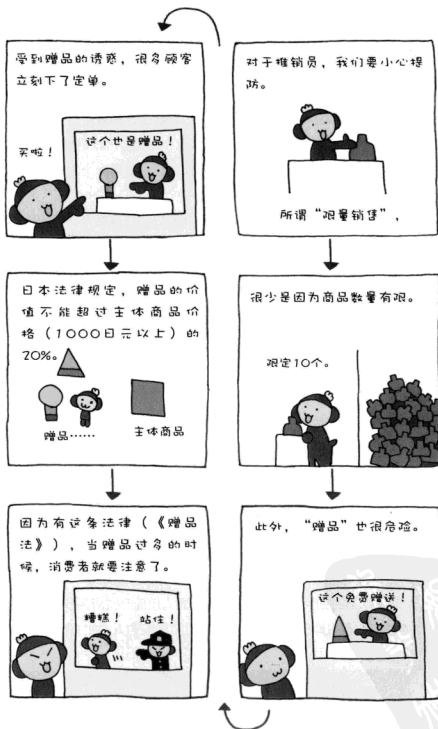 对于推销员，我们要小心提
防。
所谓“限量销售”，
很少是因为商品数量有限。
限定10个。
此外，“赠品”也很危险。
这个免费赠送！
受到赠品的诱惑，很多顾客
立刻下了定单。
买啦！
这个也是赠品！
日本法律规定，赠品的价
值不能超过主体商品价
格（1000日元以上）的
20%。
赠品……
主体商品
因为有这条法律（《赠品
法》），当赠品过多的时
候，消费者就要注意了。
糟糕！
站住！